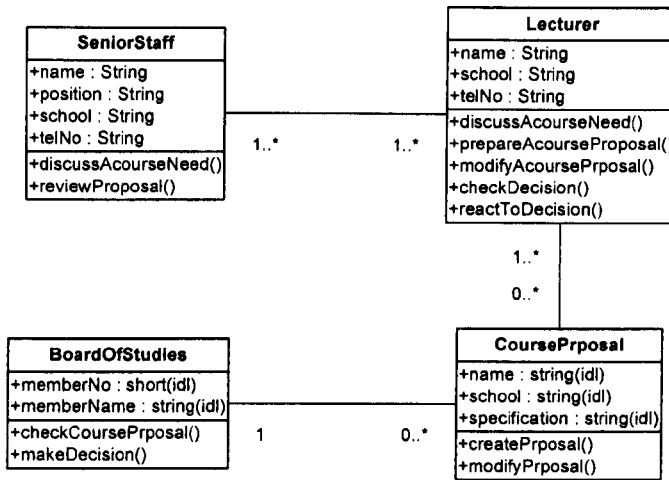 SeniorStaff
+name : String
+position : String
+school : String
+telNo : String
+discussAcourseNeed()
+reviewProposal()
1..*
1..*
Lecturer
+name : String
+school : String
+telNo : String
+discussAcourseNeed()
+prepareAcourseProposal()
+modifyAcoursePrposal()
+checkDecision()
+reactToDecision()
1..*
0..*
BoardOfStudies
+memberNo : short(idl)
+memberName : string(idl)
+checkCoursePrposal()
+makeDecision()
1
0..*
CoursePrposal
+name : string(idl)
+school : string(idl)
+specification : string(idl)
+createPrposal()
+modifyPrposal()